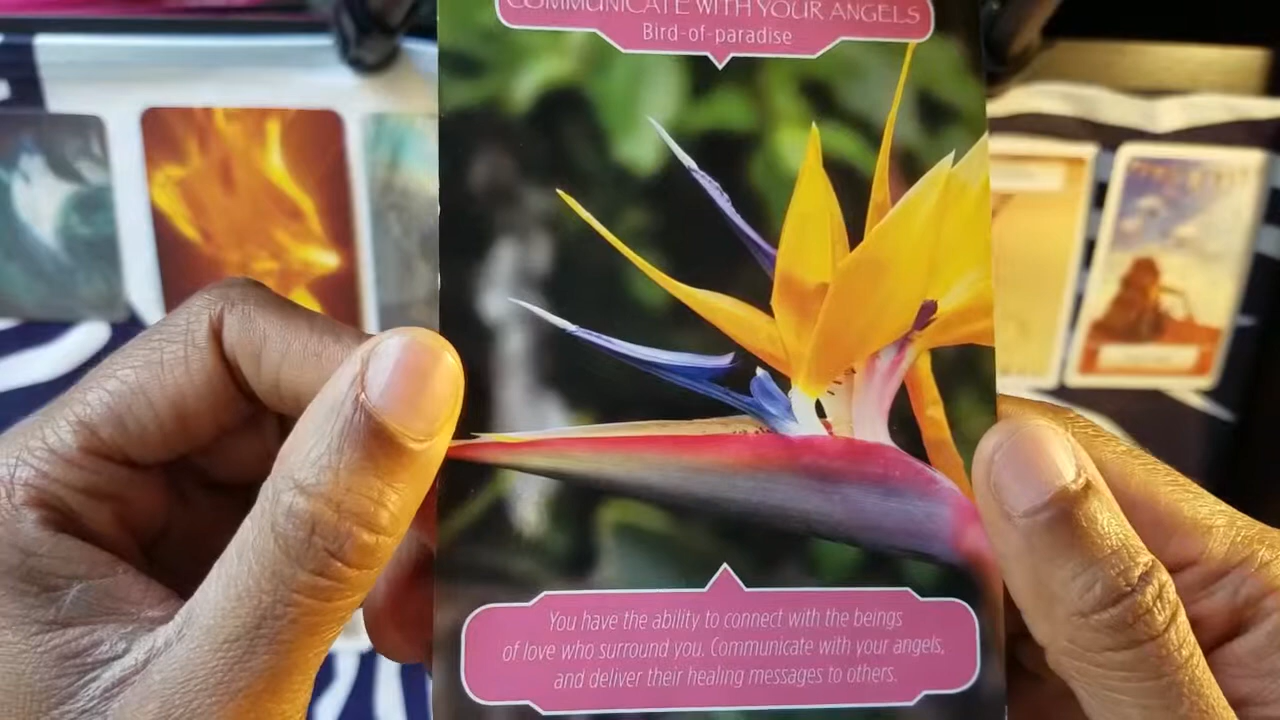 COMMUNICATE WITH YOUR ANGELS
Bird-of-paradise
You have the ability to connect with the beings
of love who surround you. Communicate with your angels,
and deliver their healing messages to others.